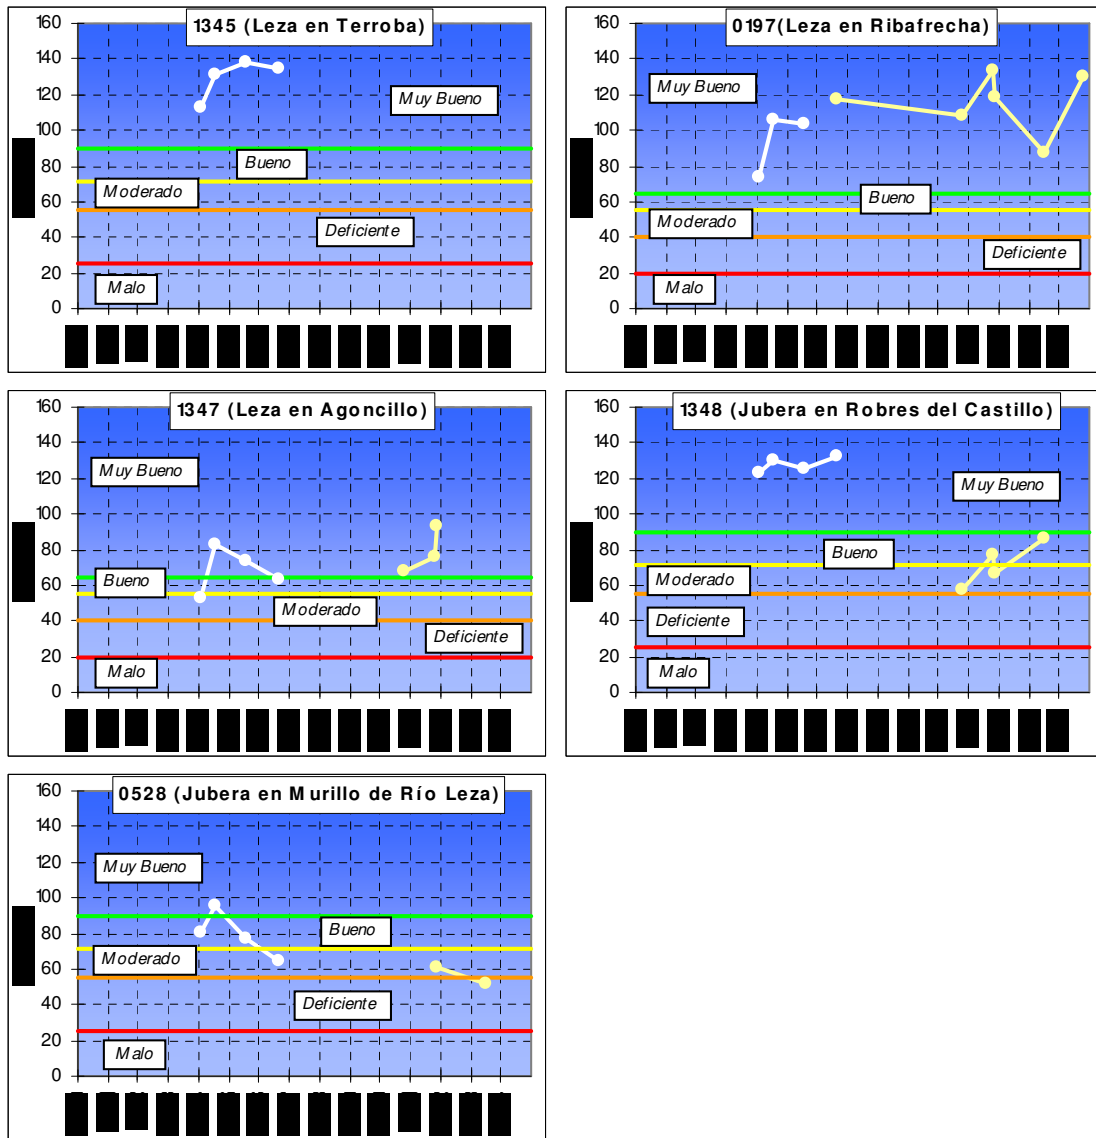 1345 (Leza en Terroba)
160
140
120
100
80
60
40
20
0
Muy Bueno
Bueno
Moderado
Deficiente
Malo
0197(Leza en Ribafrecha)
160
140
120
100
80
60
40
20
0
Muy Bueno
Bueno
Moderado
Deficiente
Malo
1347 (Leza en Agoncillo)
160
140
120
100
80
60
40
20
0
Muy Bueno
Bueno
Moderado
Deficiente
Malo
1348 (Jubera en Robres del Castillo)
160
140
120
100
80
60
40
20
0
Muy Bueno
Bueno
Moderado
Deficiente
Malo
0528 (Jubera en Murillo de Río Leza)
160
140
120
100
80
60
40
20
0
Muy Bueno
Bueno
Moderado
Deficiente
Malo